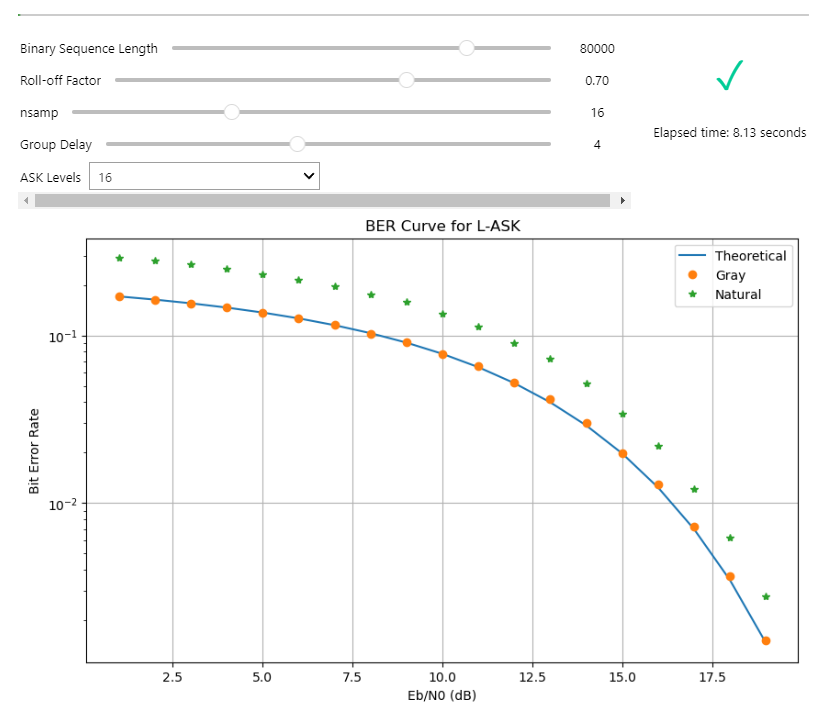 Binary Sequence Length 80000
Roll-off Factor 0.70
nsamp 16
Group Delay 4
Elapsed time: 8.13 seconds
ASK Levels 16
BER Curve for L-ASK
Theoretical
Gray
Natural
10⁻¹
10⁻²
Bit Error Rate
2.5 5.0 7.5 10.0 12.5 15.0 17.5
Eb/N0 (dB)